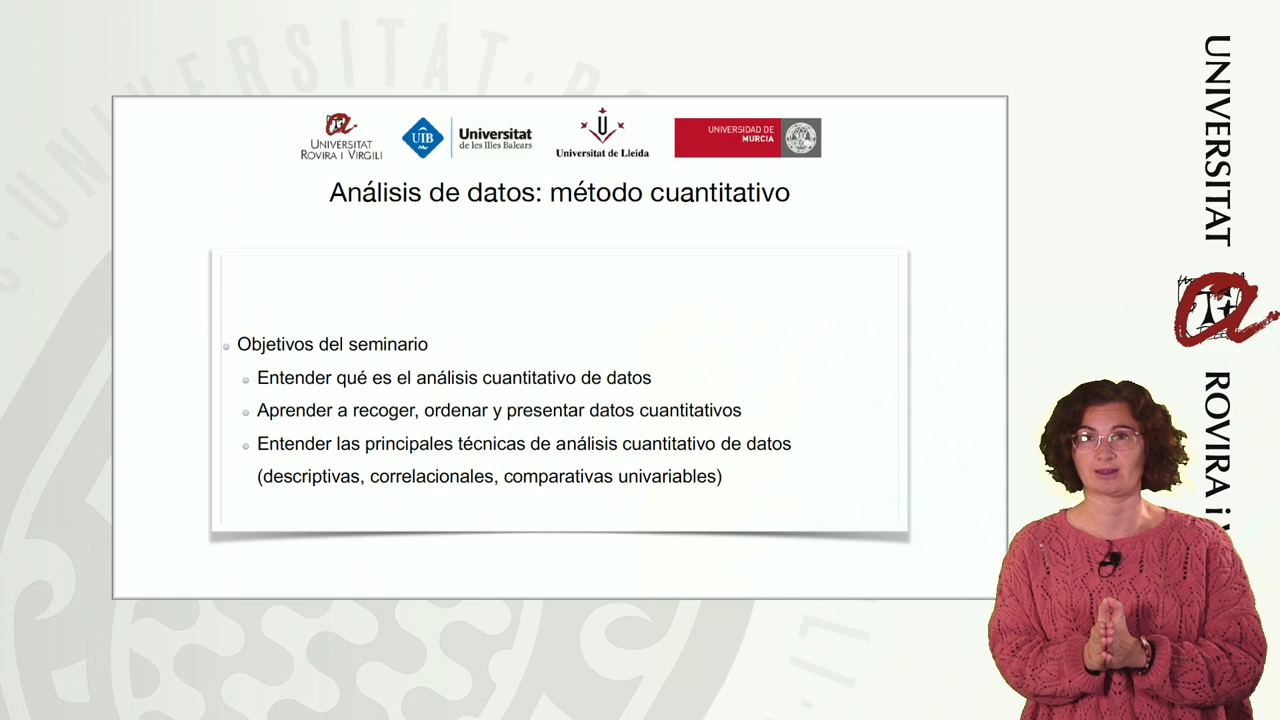 UNIVERSITAT
ROVIRA I VIRGILI
UIB
Universitat
de les Illes Balears
U
Universitat de Lleida
UNIVERSIDAD DE
MURCIA
Análisis de datos: método cuantitativo
Objetivos del seminario
Entender qué es el análisis cuantitativo de datos
Aprender a recoger, ordenar y presentar datos cuantitativos
Entender las principales técnicas de análisis cuantitativo de datos
(descriptivas, correlacionales, comparativas univariables)
UNIVERSITAT
ROVIRA i